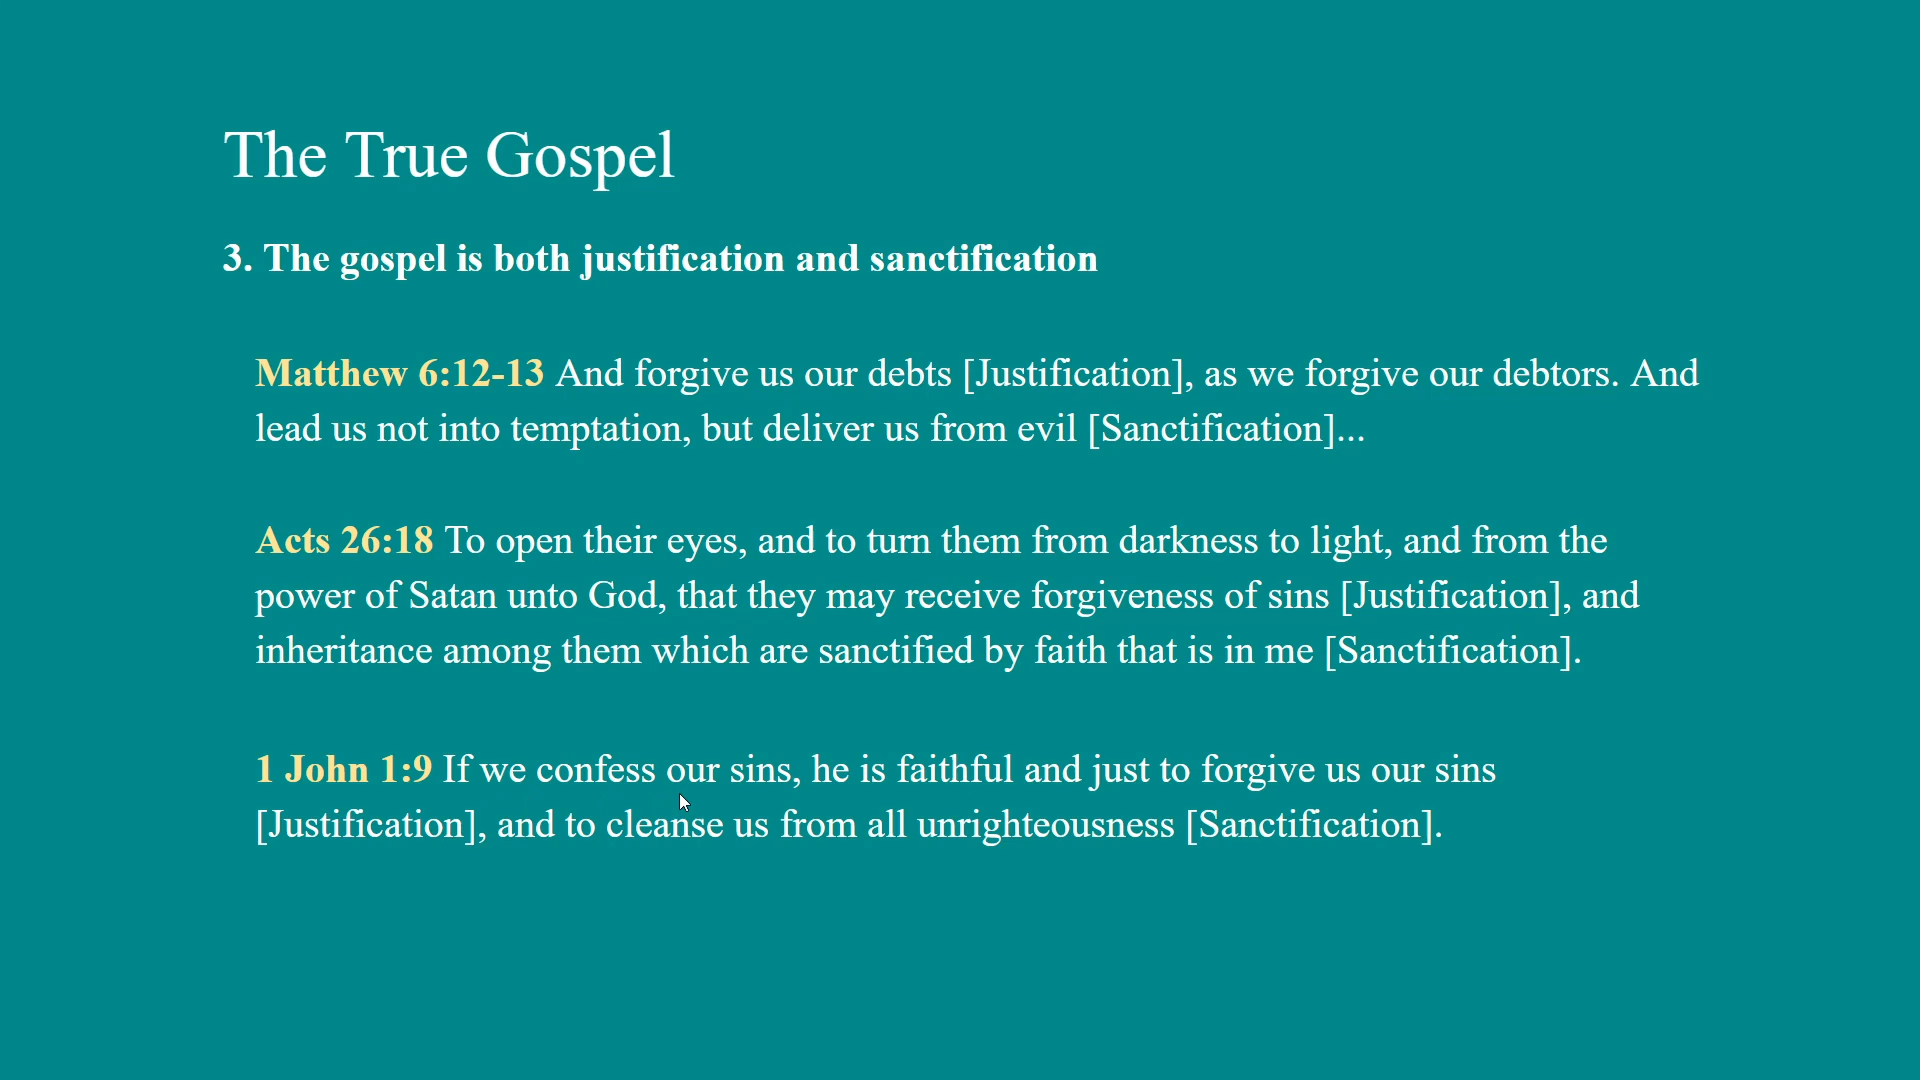 The True Gospel
3. The gospel is both justification and sanctification
Matthew 6:12-13 And forgive us our debts [Justification], as we forgive our debtors. And
lead us not into temptation, but deliver us from evil [Sanctification]...
Acts 26:18 To open their eyes, and to turn them from darkness to light, and from the
power of Satan unto God, that they may receive forgiveness of sins [Justification], and
inheritance among them which are sanctified by faith that is in me [Sanctification].
1 John 1:9 If we confess our sins, he is faithful and just to forgive us our sins
[Justification], and to cleanse us from all unrighteousness [Sanctification].